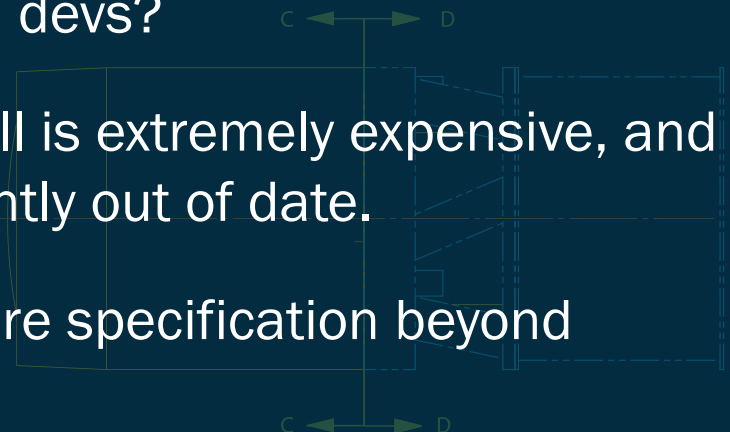 devs?
C D
ll is extremely expensive, and
ntly out of date.
re specification beyond
C D